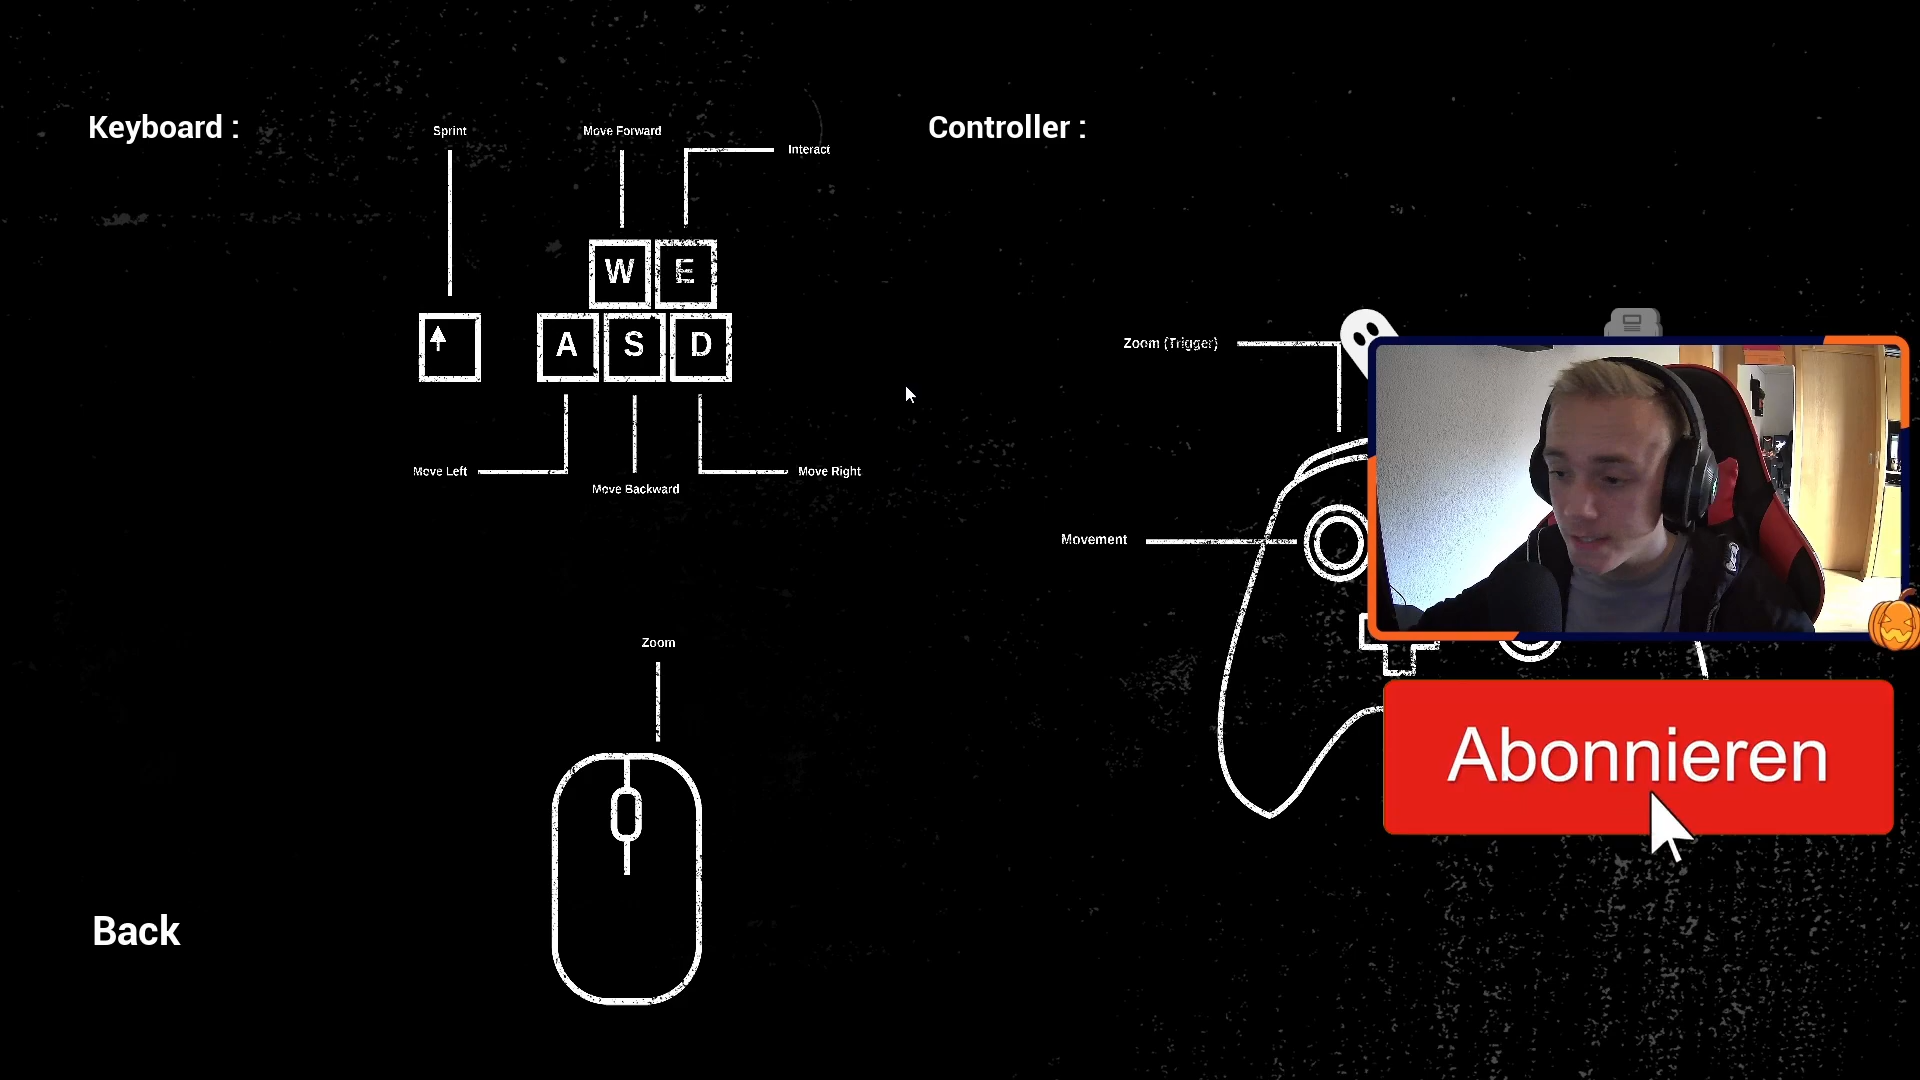 Keyboard :
Sprint
Move Forward
Interact
W
E
A
S
D
Move Left
Move Backward
Move Right
Zoom
Back
Controller :
Zoom (Trigger)
Movement
Abonnieren